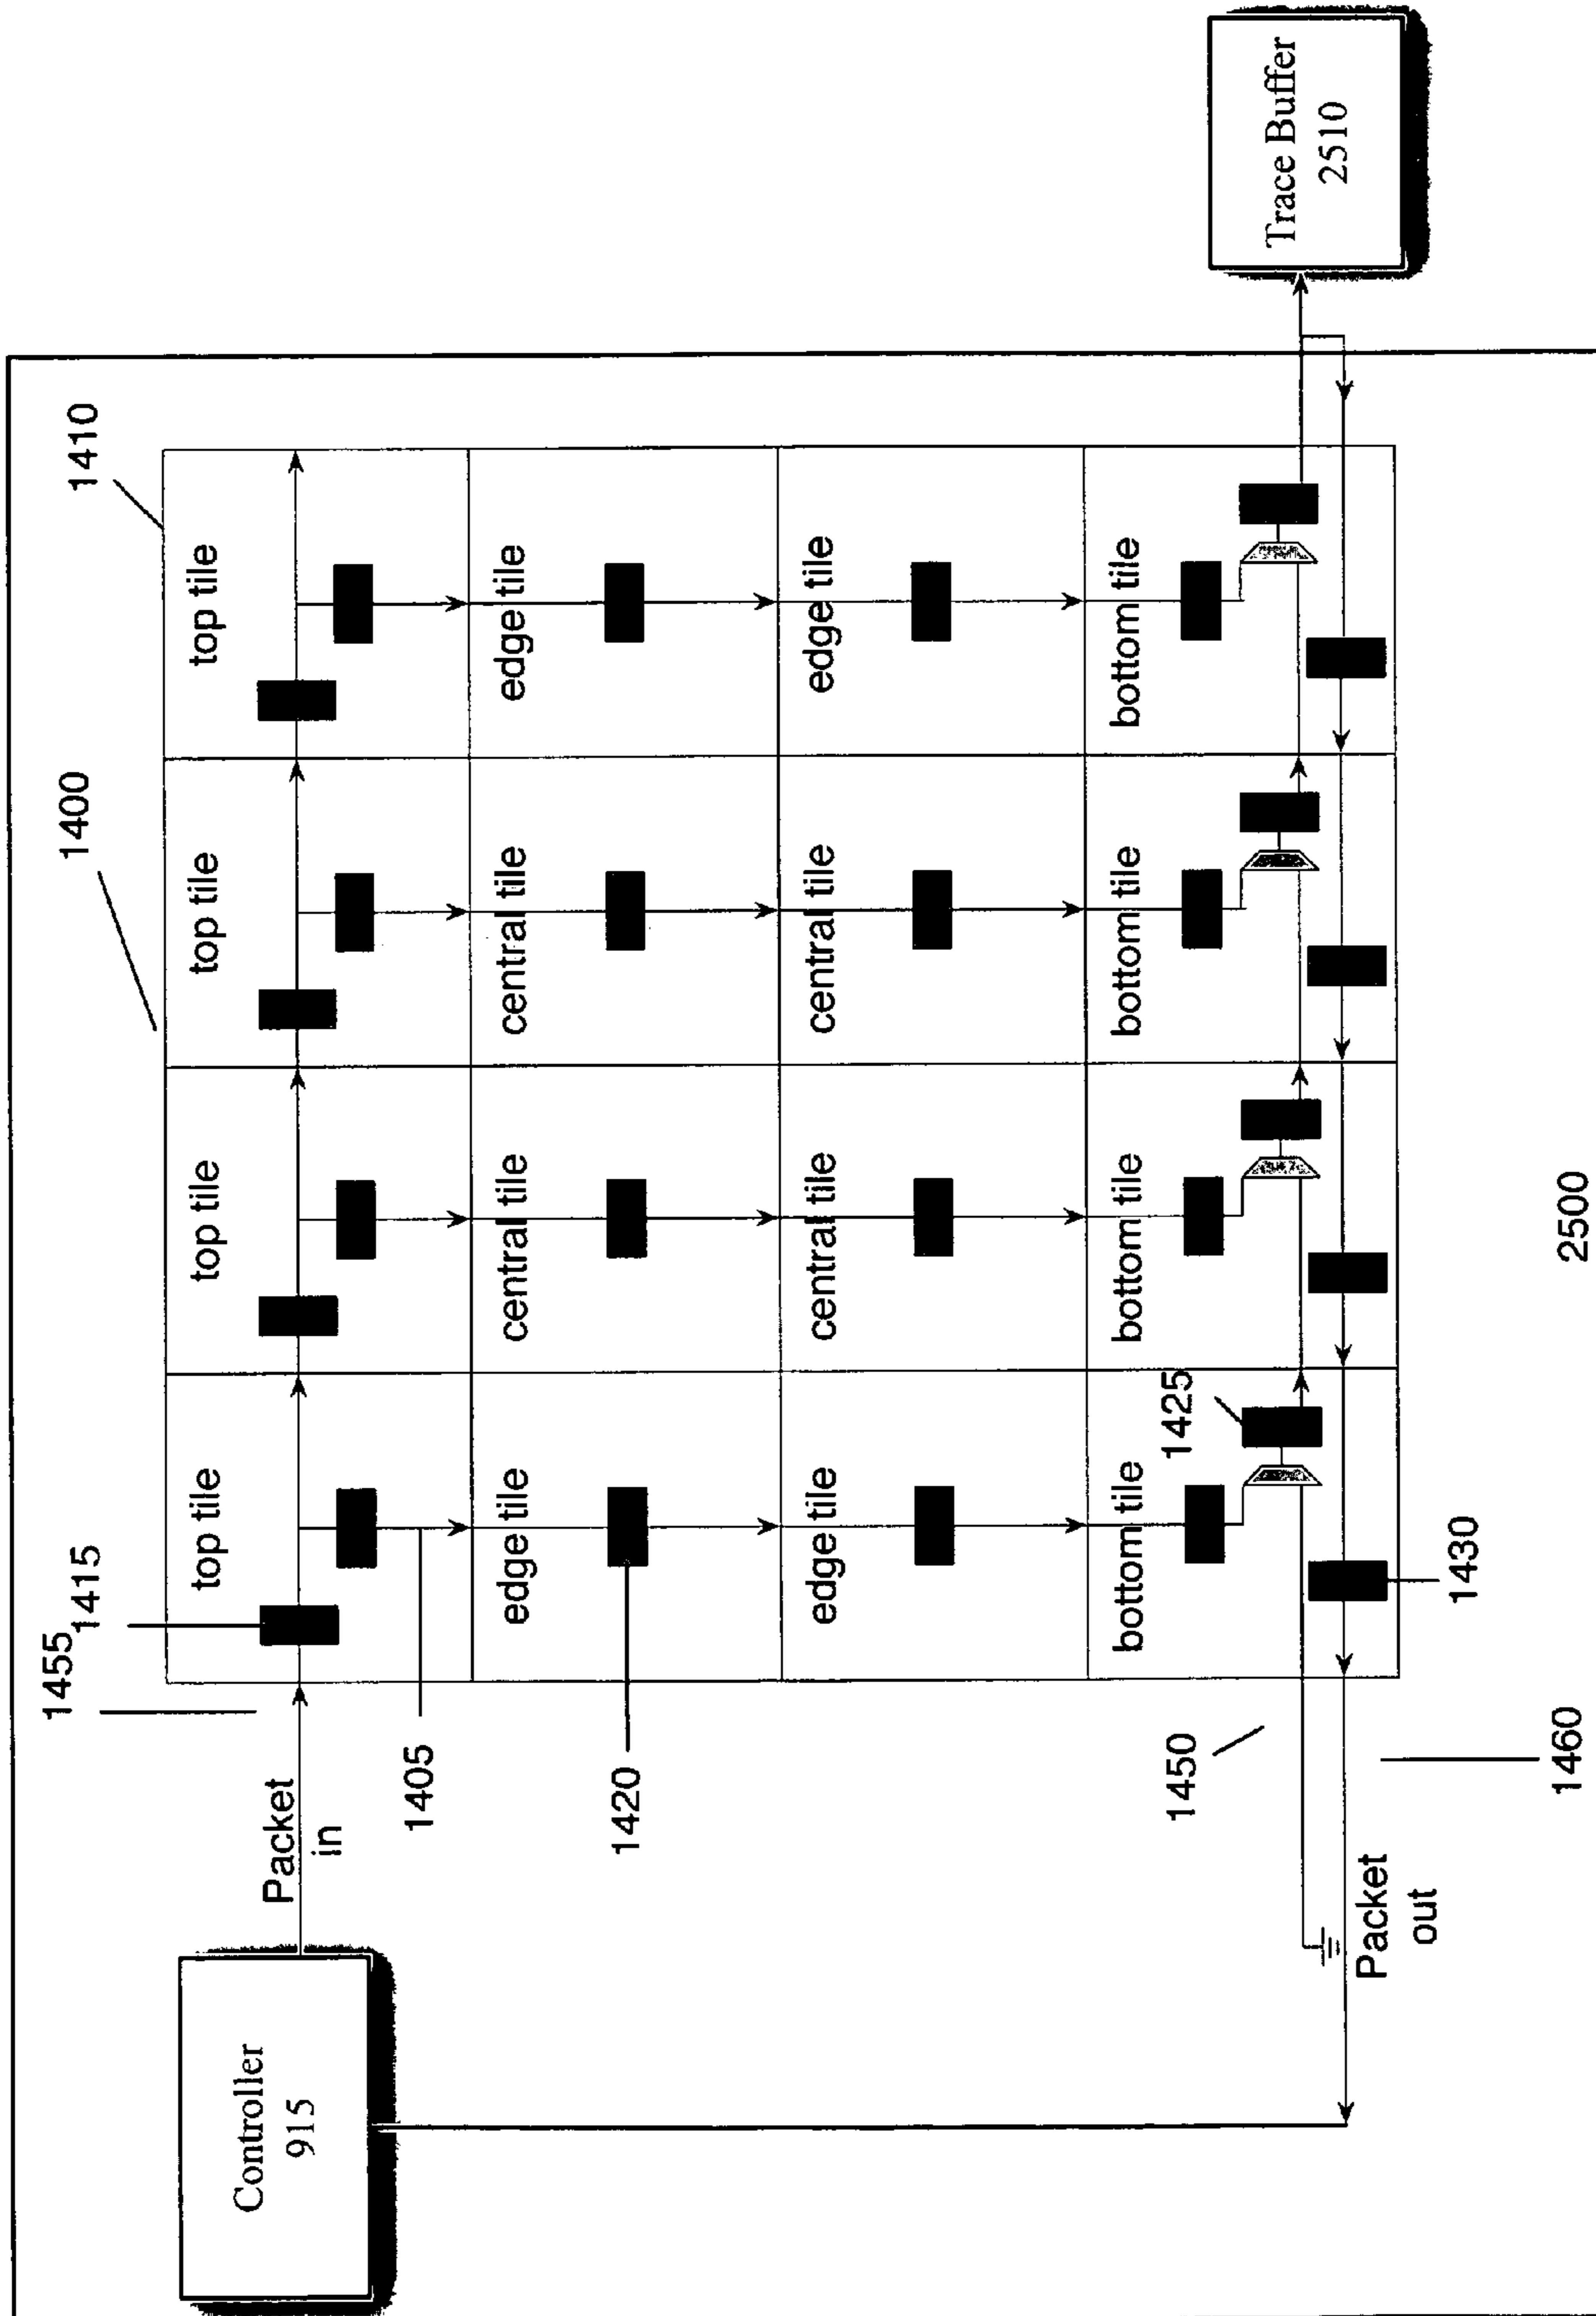 1400
1410
1455
1415
Controller
915
Packet
in
top tile
top tile
top tile
top tile
1405
edge tile
central tile
central tile
edge tile
1420
edge tile
central tile
central tile
edge tile
bottom tile
bottom tile
bottom tile
bottom tile
1425
1450
Packet
out
1460
1430
2500
Trace Buffer
2510